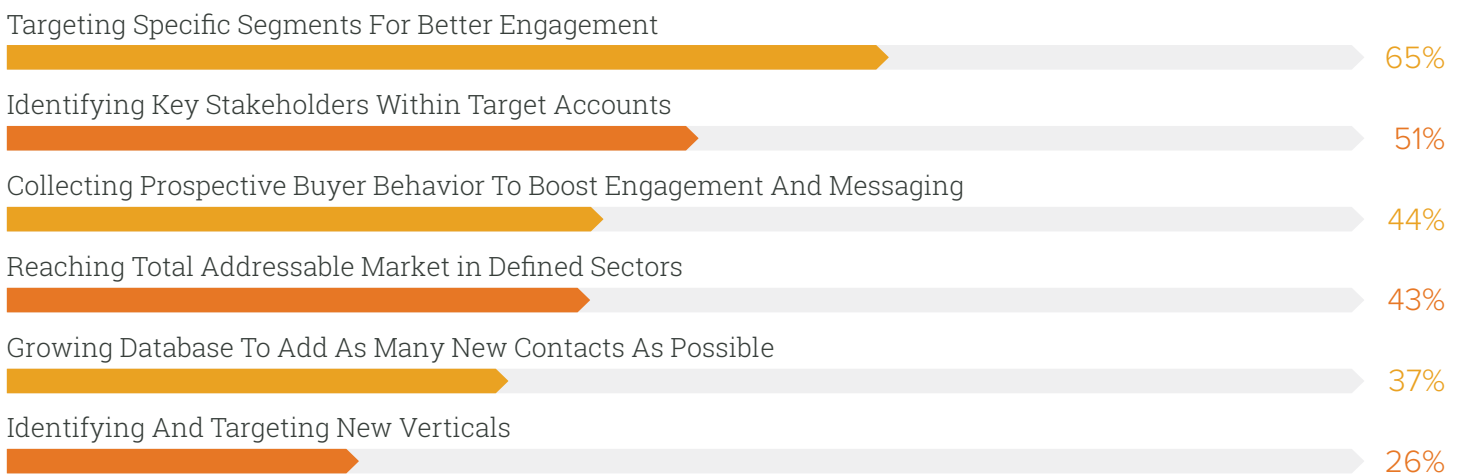 Targeting Specific Segments For Better Engagement
65%
Identifying Key Stakeholders Within Target Accounts
51%
Collecting Prospective Buyer Behavior To Boost Engagement And Messaging
44%
Reaching Total Addressable Market in Defined Sectors
43%
Growing Database To Add As Many New Contacts As Possible
37%
Identifying And Targeting New Verticals
26%